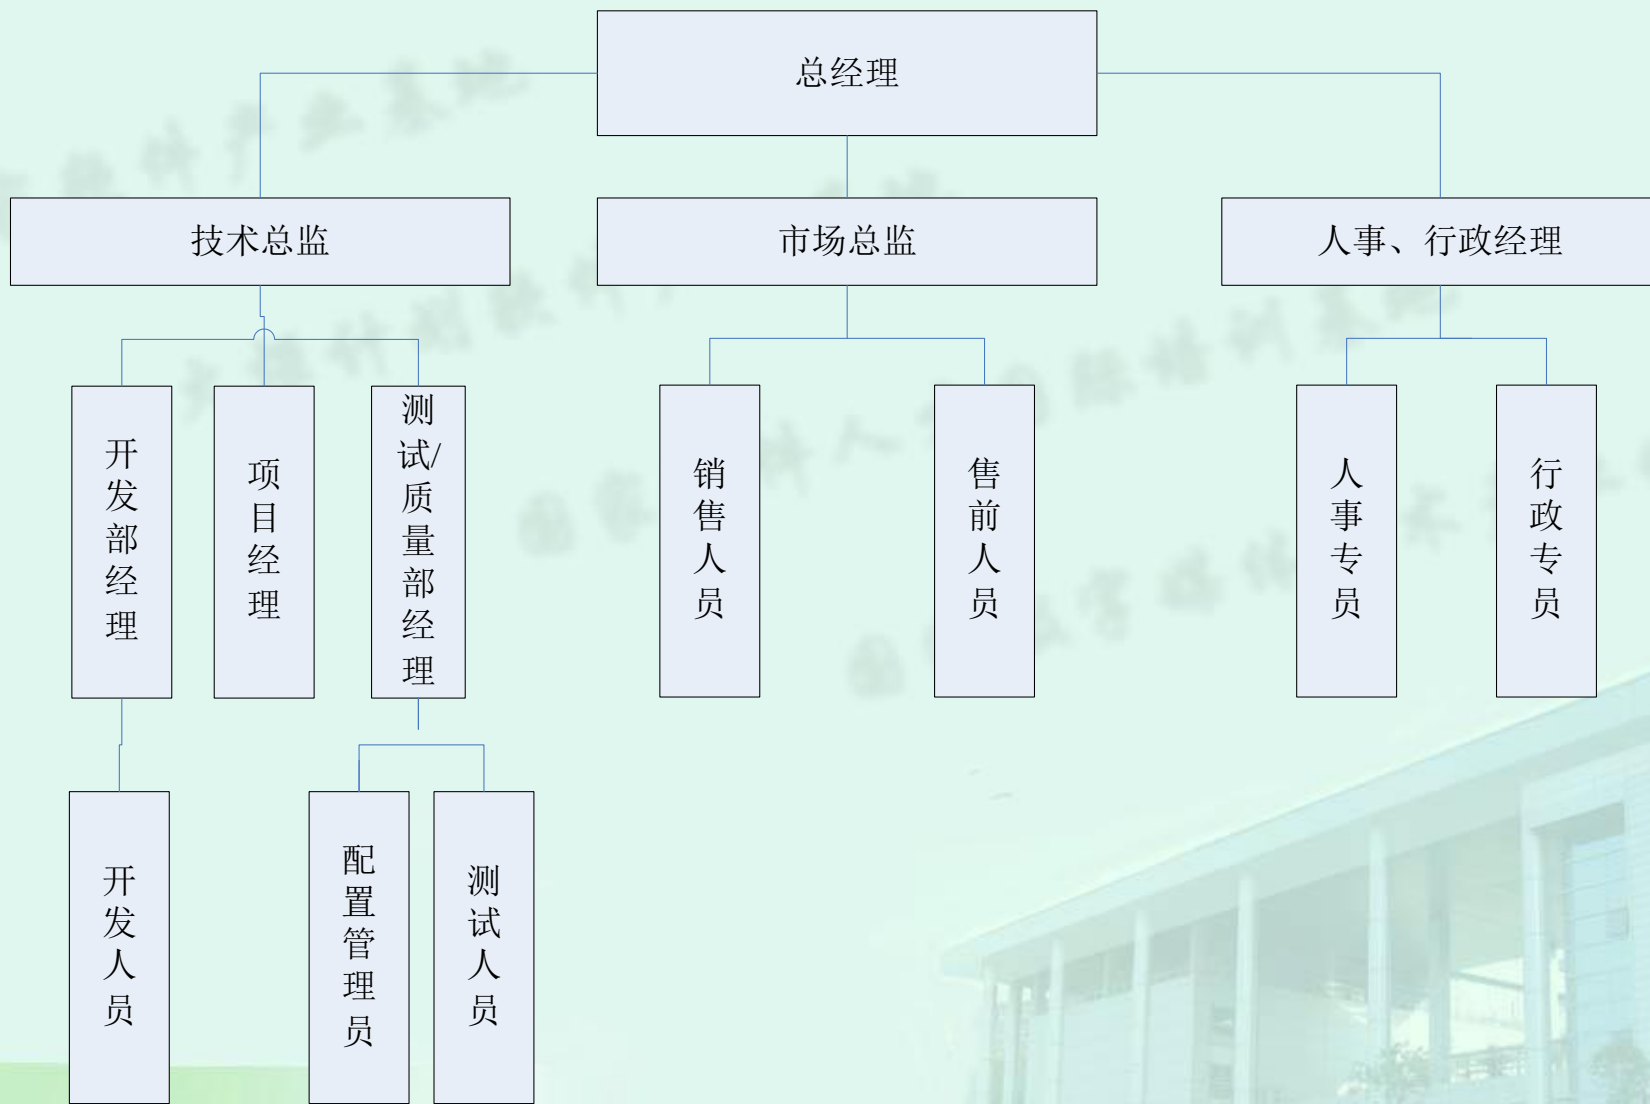 总经理
技术总监
市场总监
人事、行政经理
开发部经理
项目经理
测试/质量部经理
销售人员
售前人员
人事专员
行政专员
开发人员
配置管理员
测试人员